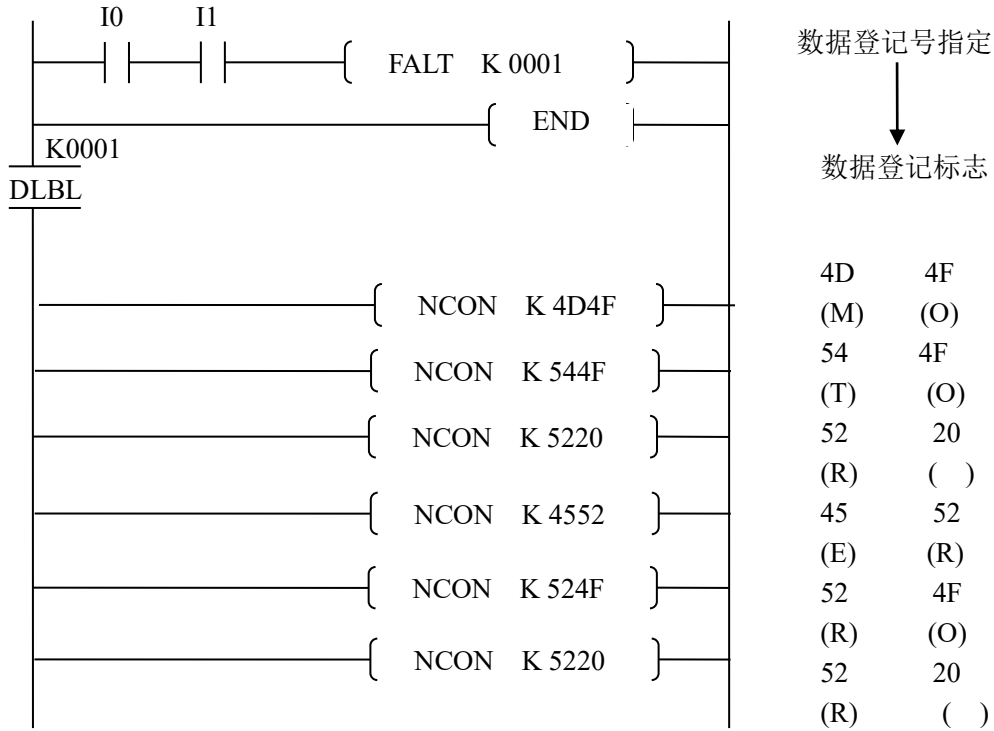 I0 I1
FALT K 0001
数据登记号指定
END
K0001
数据登记标志
DLBL
4D 4F
NCON K 4D4F
(M) (O)
54 4F
NCON K 544F
(T) (O)
52 20
NCON K 5220
(R) ( )
45 52
NCON K 4552
(E) (R)
52 4F
NCON K 524F
(R) (O)
52 20
NCON K 5220
(R) ( )